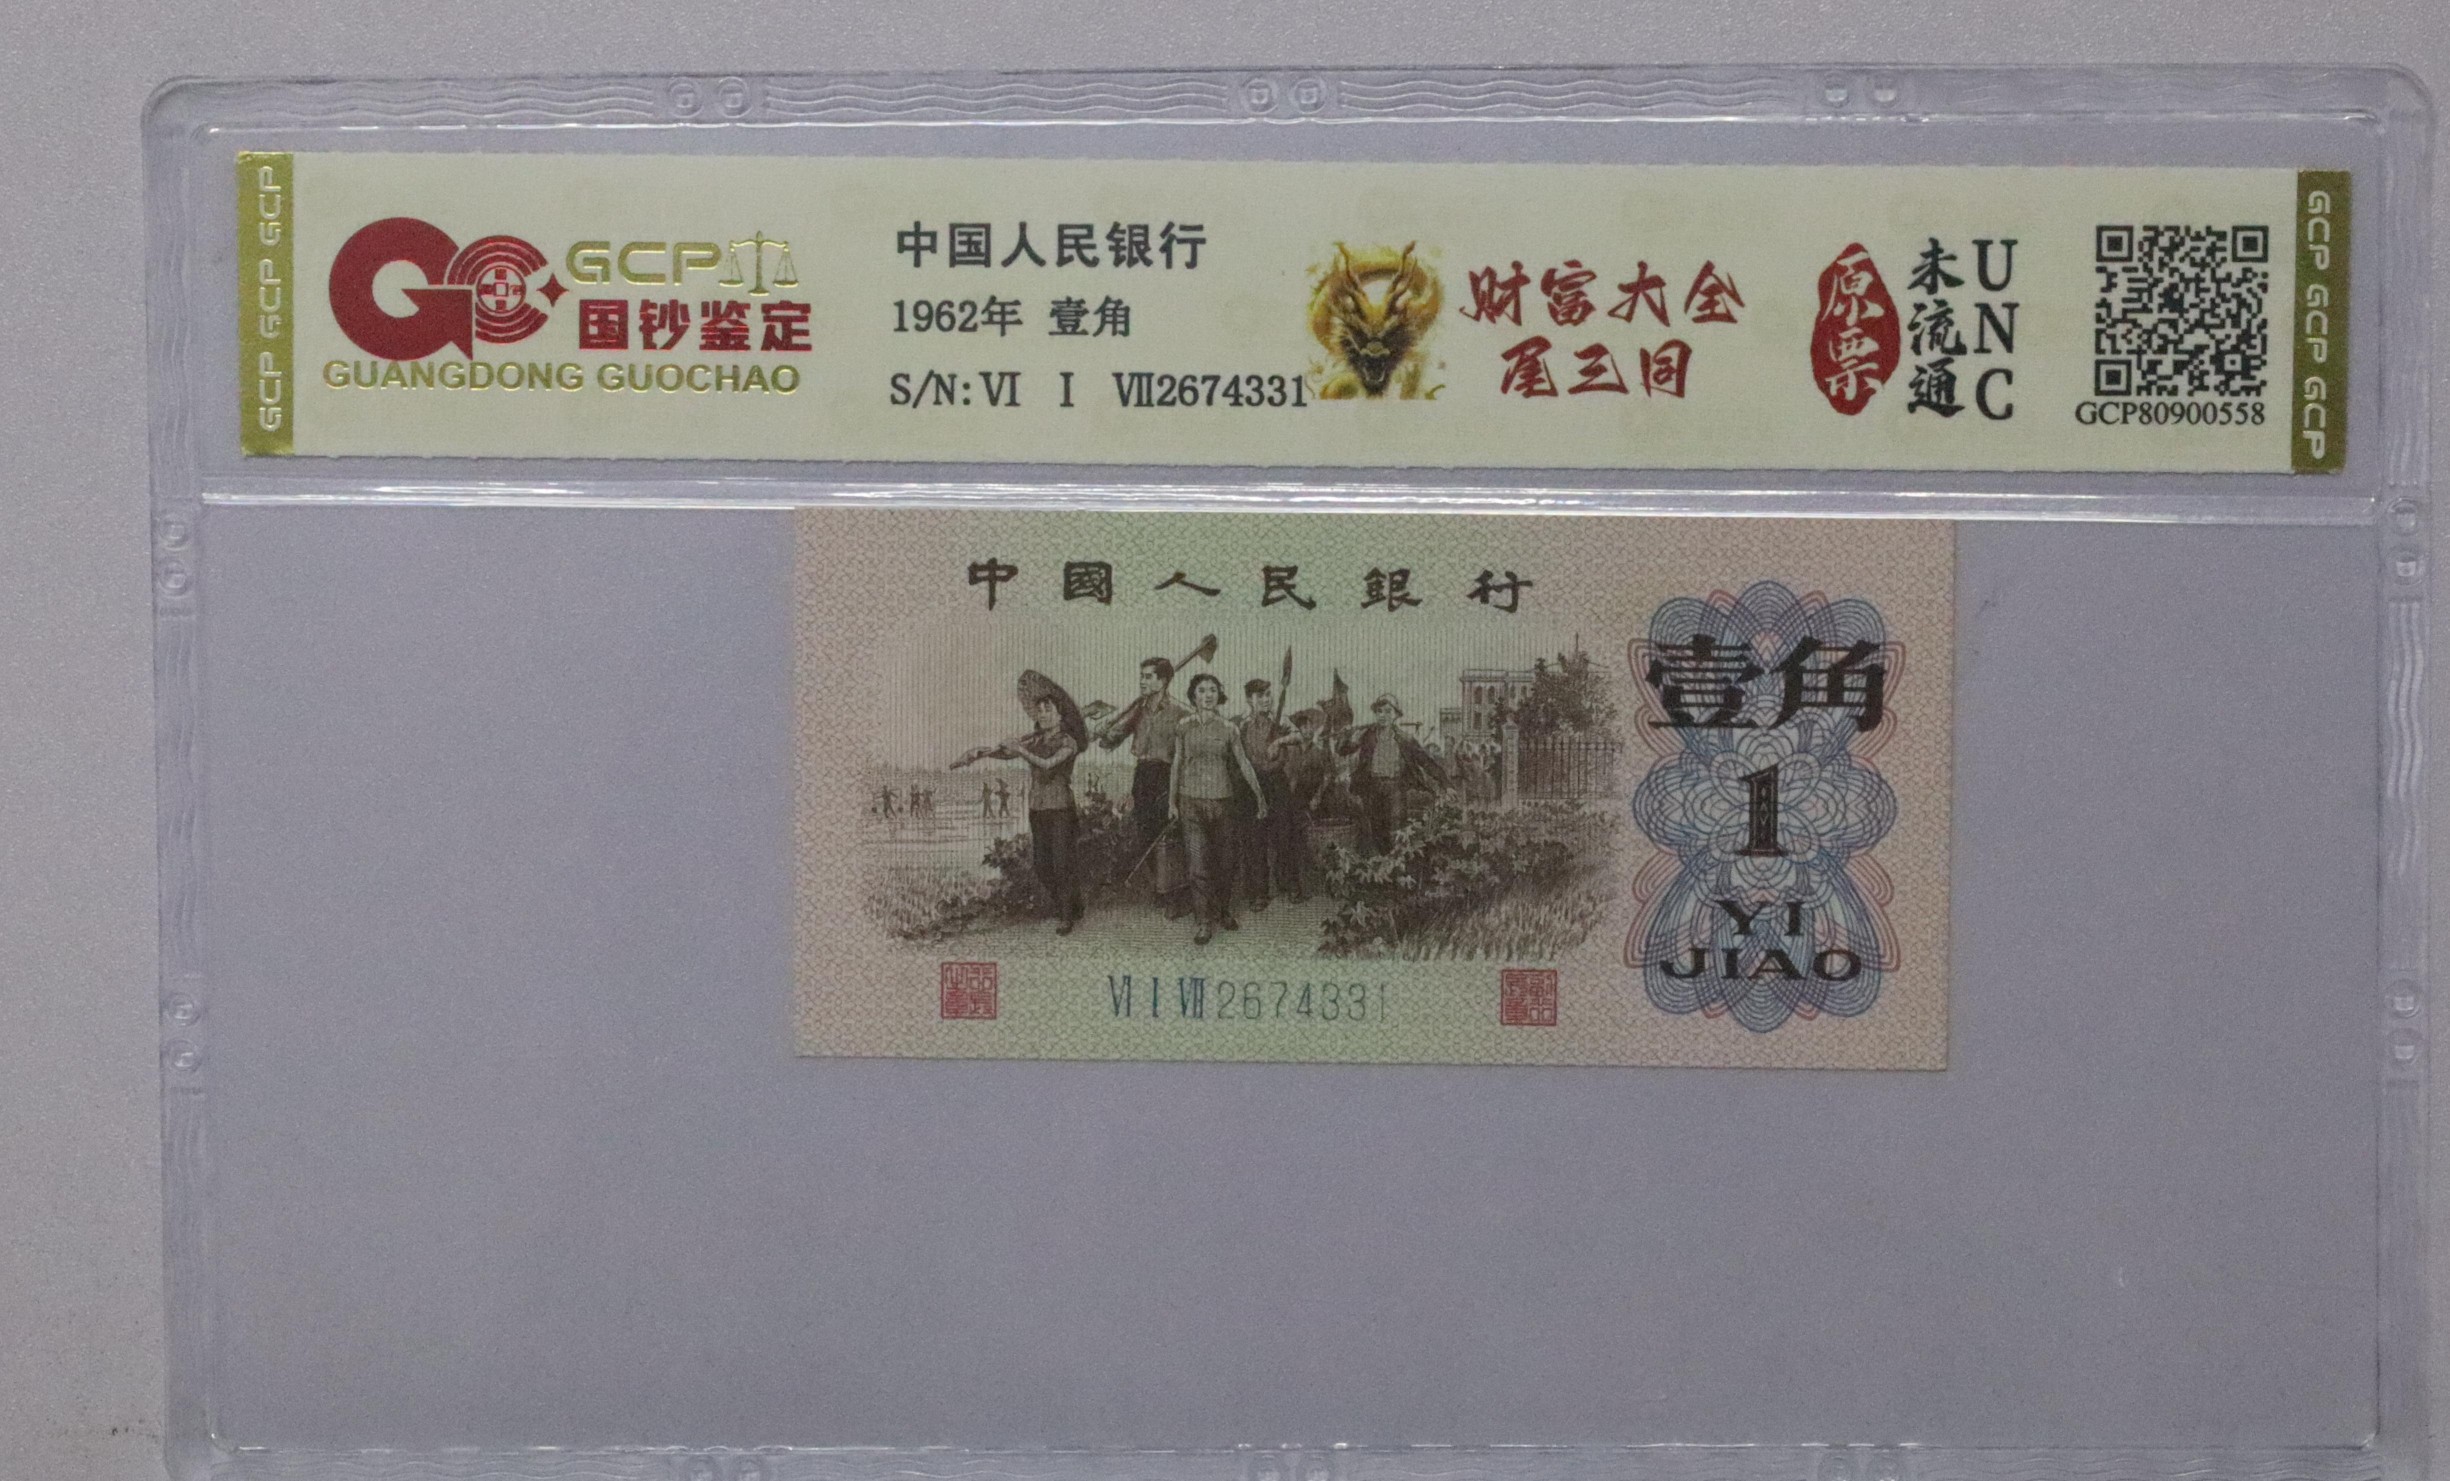 GCP GCP GCP
GCP
国钞鉴定
GUANGDONG GUOCHAO
中国人民银行
1962年 壹角
S/N: Ⅵ Ⅰ Ⅶ2674331
财富大全
尾三同
原票
未流通
UNC
GCP80900558
GCP GCP GCP
中國人民銀行
壹角
1
YI
JIAO
Ⅵ Ⅰ Ⅶ 2674331